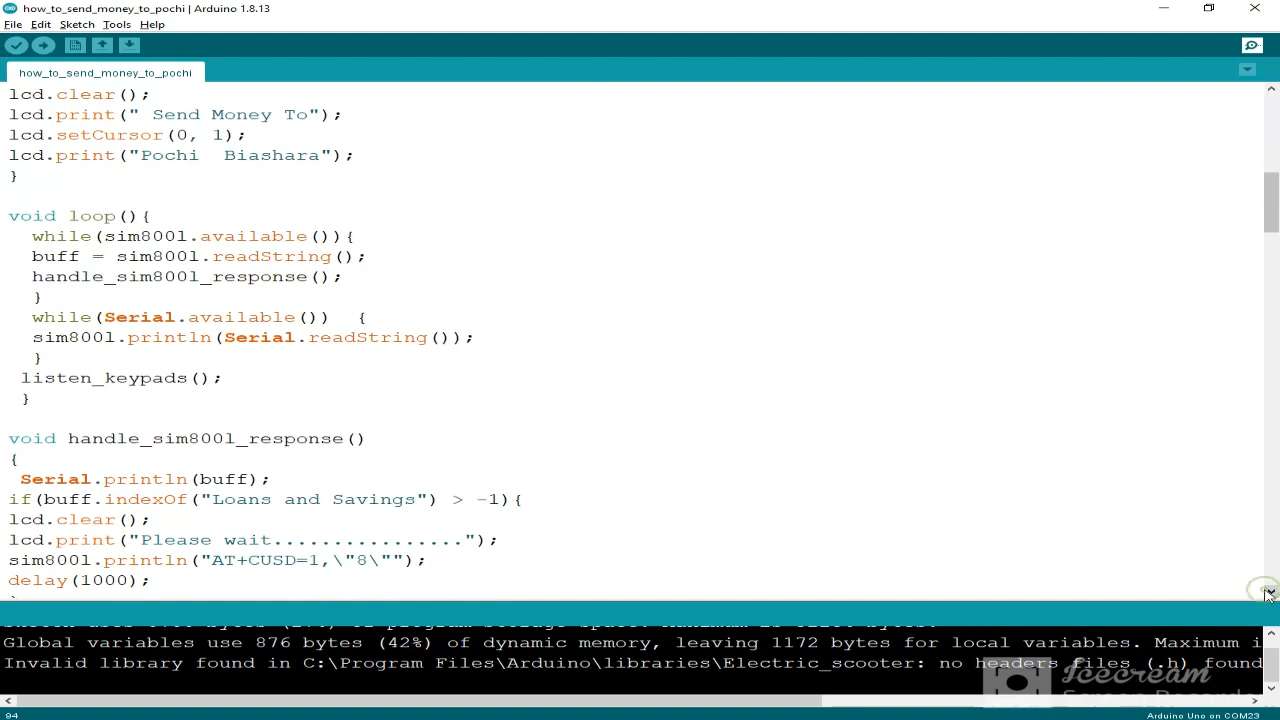 how_to_send_money_to_pochi | Arduino 1.8.13
File Edit Sketch Tools Help
how_to_send_money_to_pochi
lcd.clear();
lcd.print(" Send Money To");
lcd.setCursor(0, 1);
lcd.print("Pochi  Biashara");
}
void loop(){
while(sim800l.available()){
buff = sim800l.readString();
handle_sim800l_response();
}
while(Serial.available())  {
sim800l.println(Serial.readString());
}
listen_keypads();
}
void handle_sim800l_response()
{
Serial.println(buff);
if(buff.indexOf("Loans and Savings") > -1){
lcd.clear();
lcd.print("Please wait................");
sim800l.println("AT+CUSD=1,\"8\"");
delay(1000);
Global variables use 876 bytes (42%) of dynamic memory, leaving 1172 bytes for local variables. Maximum i
Invalid library found in C:\Program Files\Arduino\libraries\Electric_scooter: no headers files (.h) found
Icecream
94
Arduino Uno on COM23